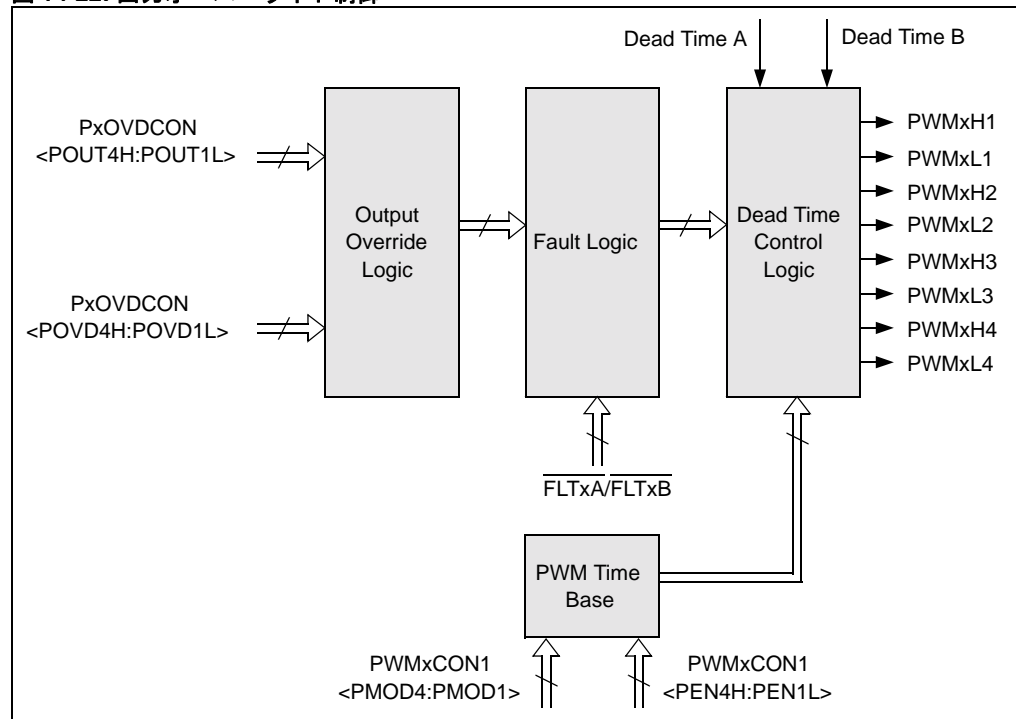 Dead Time A
Dead Time B
PxOVDCON
<POUT4H:POUT1L>
PxOVDCON
<POVD4H:POVD1L>
Output
Override
Logic
Fault Logic
Dead Time
Control
Logic
PWMxH1
PWMxL1
PWMxH2
PWMxL2
PWMxH3
PWMxL3
PWMxH4
PWMxL4
FLTxA/FLTxB
PWM Time
Base
PWMxCON1
<PMOD4:PMOD1>
PWMxCON1
<PEN4H:PEN1L>